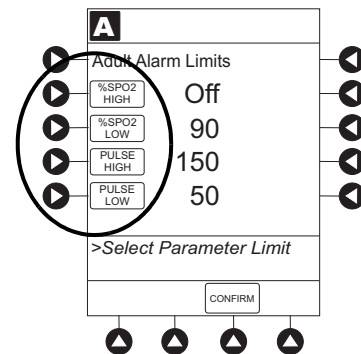 A
Adult Alarm Limits
%SPO2
HIGH
Off
%SPO2
LOW
90
PULSE
HIGH
150
PULSE
LOW
50
>Select Parameter Limit
CONFIRM